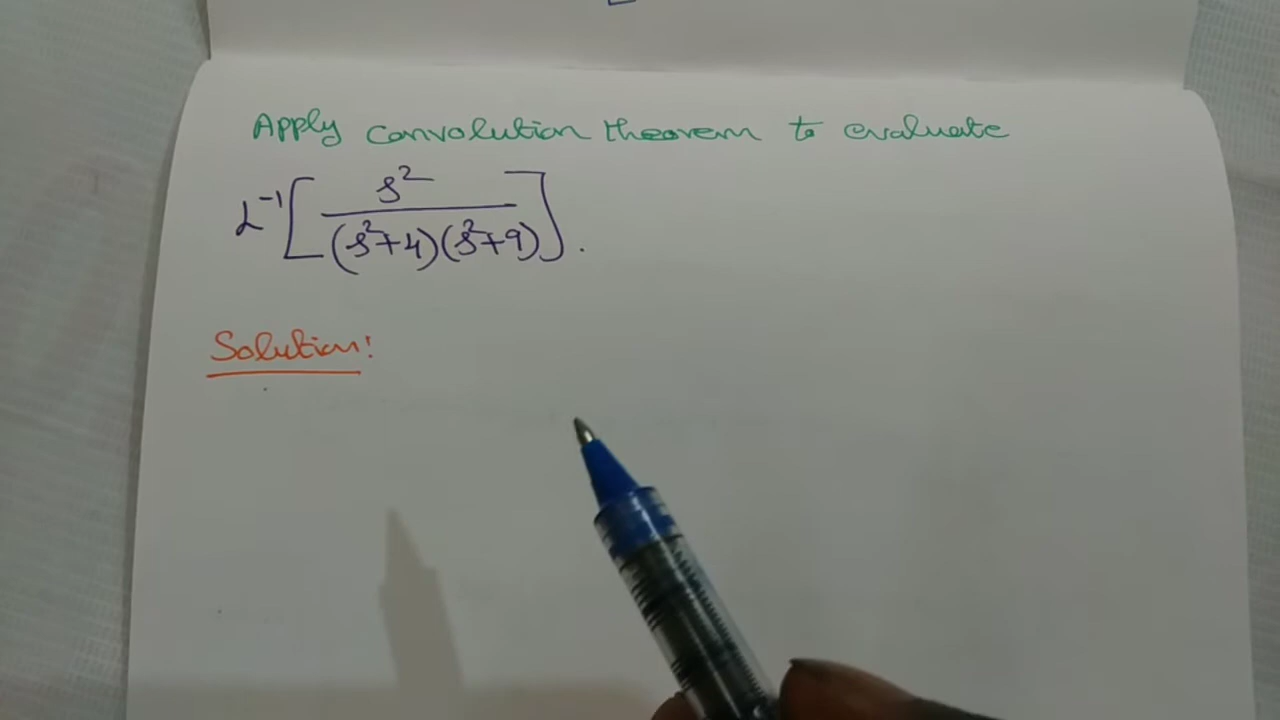 Apply convolution theorem to evaluate
L⁻¹[s²/((s²+4)(s²+9))].
Solution: